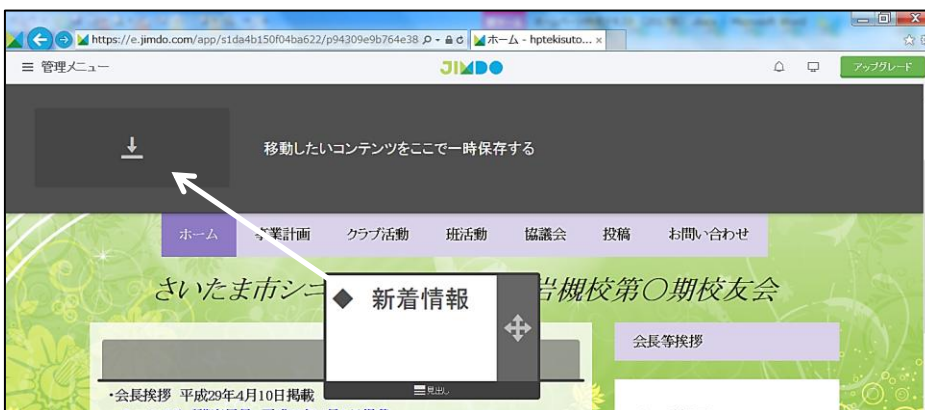 https://e.jimdo.com/app/s1da4b150f04ba622/p94309e9b764e38
ホーム - hptekisuto...
管理メニュー
JIMDO
アップグレード
移動したいコンテンツをここで一時保存する
ホーム 事業計画 クラブ活動 班活動 協議会 投稿 お問い合わせ
さいたま市シニ 岩槻校第〇期校友会
◆ 新着情報
見出し
会長等挨拶
・会長挨拶 平成29年4月10日掲載